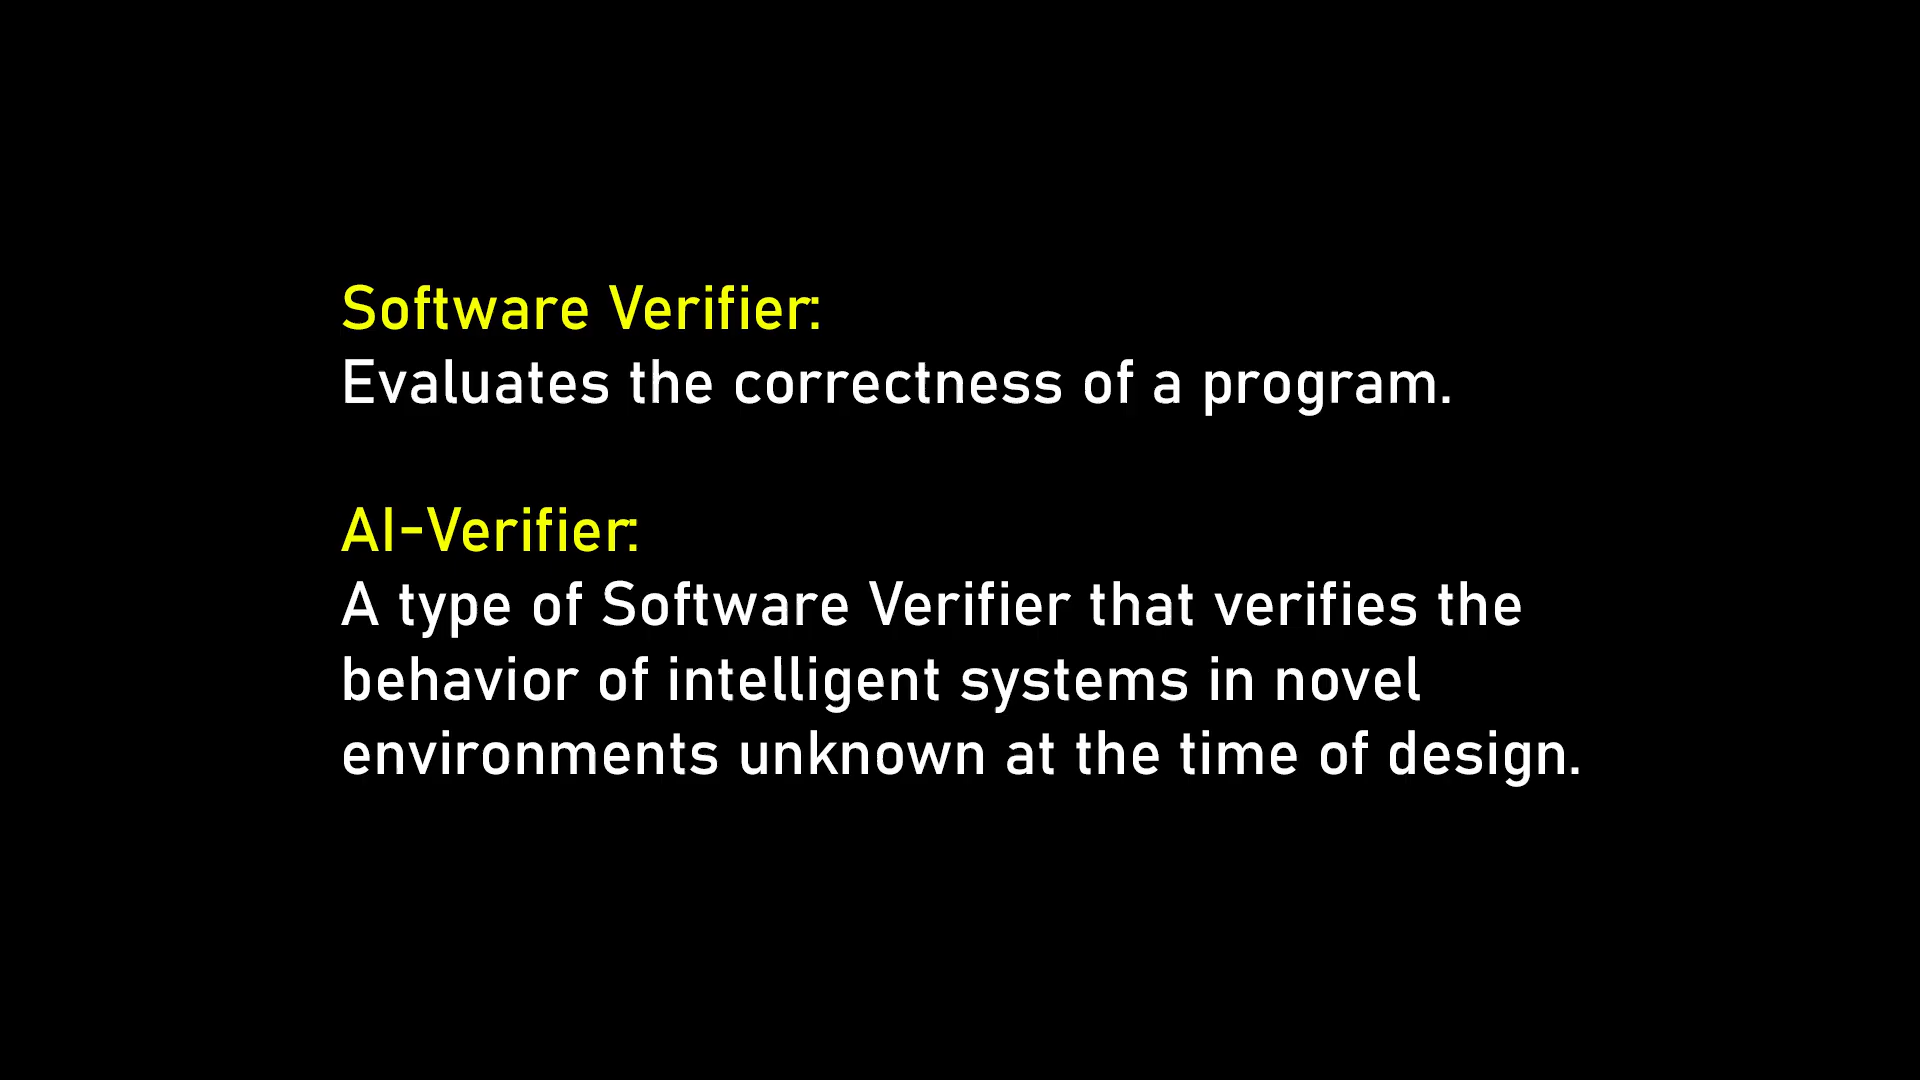 Software Verifier:
Evaluates the correctness of a program.
AI-Verifier:
A type of Software Verifier that verifies the
behavior of intelligent systems in novel
environments unknown at the time of design.